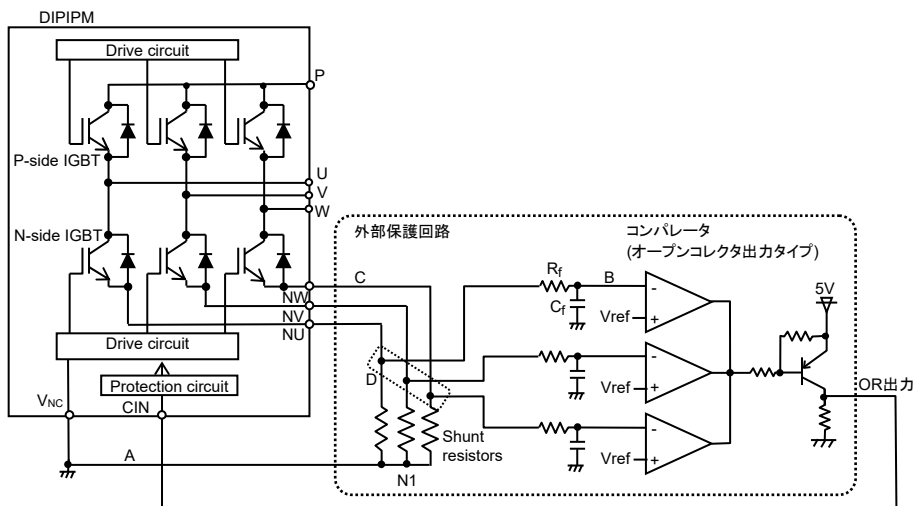 DIPIPM
Drive circuit
P
P-side IGBT
U
V
W
N-side IGBT
NW
NV
NU
Drive circuit
Protection circuit
VNC
CIN
A
外部保護回路
コンパレータ
(オープンコレクタ出力タイプ)
C
Rf
B
Cf
-
Vref
+
5V
-
Vref
+
D
OR出力
-
Vref
+
Shunt
resistors
N1